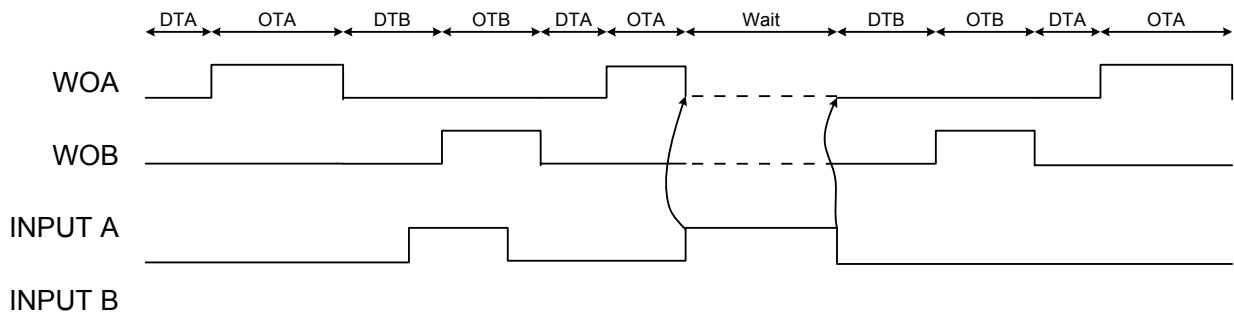 DTA OTA DTB OTB DTA OTA Wait DTB OTB DTA OTA
WOA
WOB
INPUT A
INPUT B